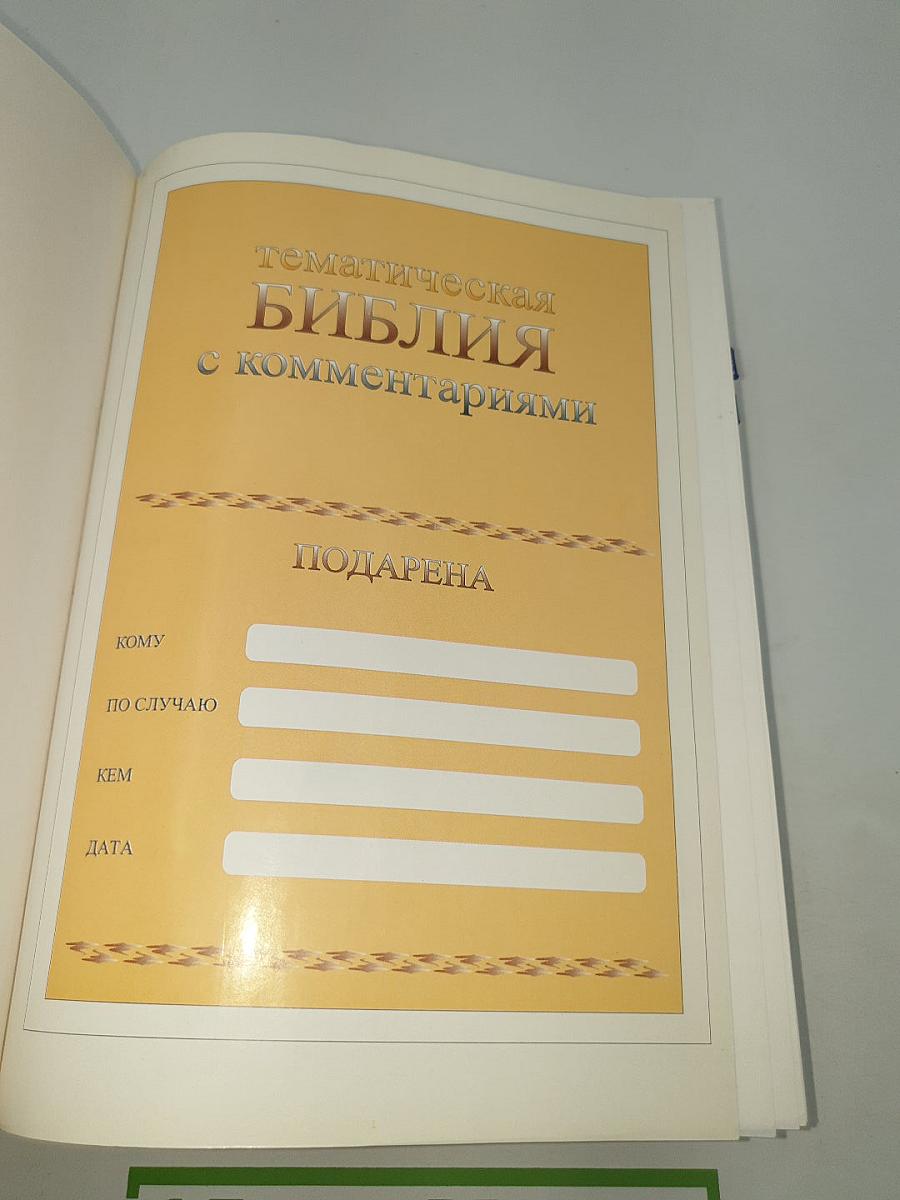 тематическая
БИБЛИЯ
с комментариями
ПОДАРЕНА
КОМУ
ПО СЛУЧАЮ
КЕМ
ДАТА